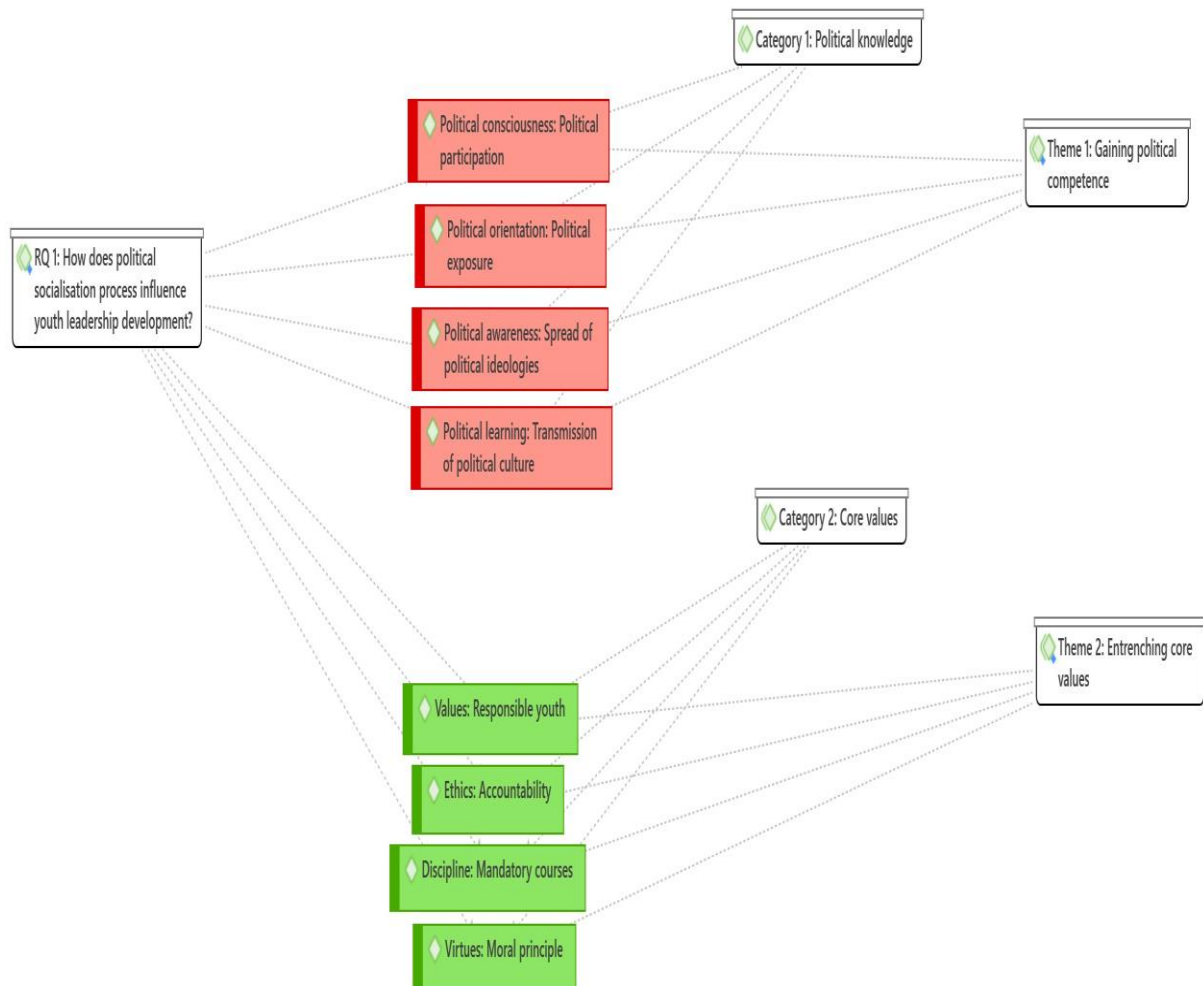 Category 1: Political knowledge
Political consciousness: Political
participation
Theme 1: Gaining political
competence
Political orientation: Political
exposure
RQ 1: How does political
socialisation process influence
youth leadership development?
Political awareness: Spread of
political ideologies
Political learning: Transmission
of political culture
Category 2: Core values
Theme 2: Entrenching core
values
Values: Responsible youth
Ethics: Accountability
Discipline: Mandatory courses
Virtues: Moral principle